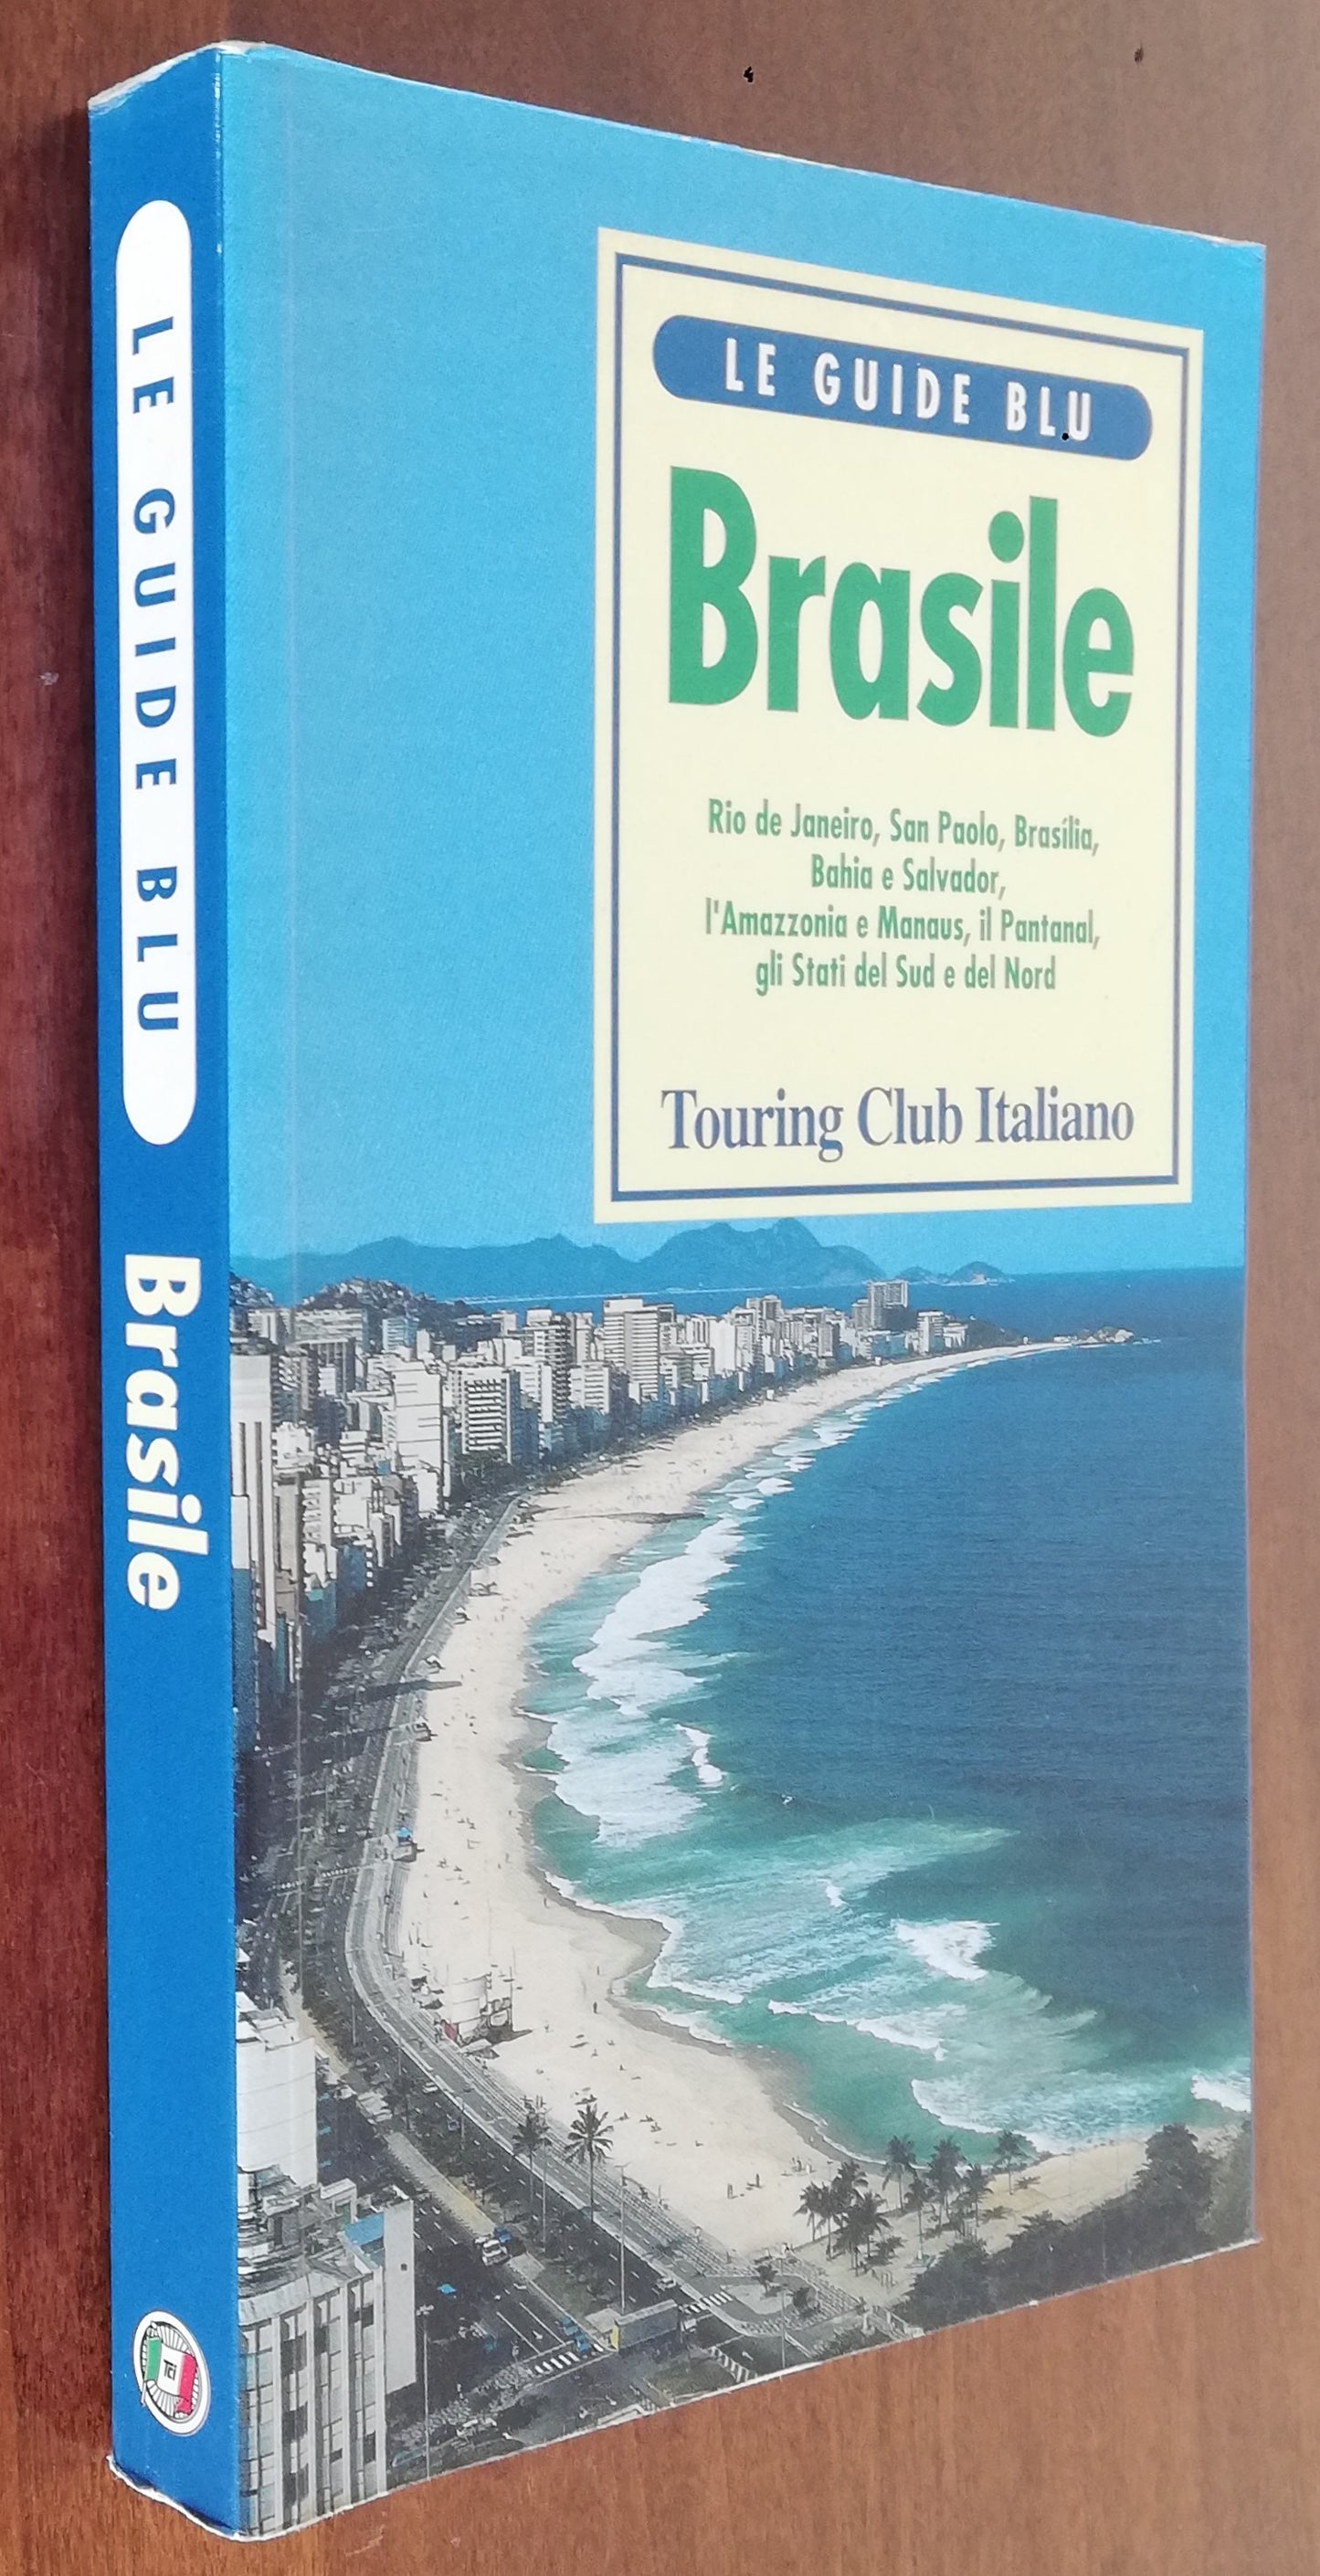 LE GUIDE BLU
Brasile
Tci
LE GUIDE BLU
Brasile
Rio de Janeiro, San Paolo, Brasília,
Bahia e Salvador,
l'Amazzonia e Manaus, il Pantanal,
gli Stati del Sud e del Nord
Touring Club Italiano